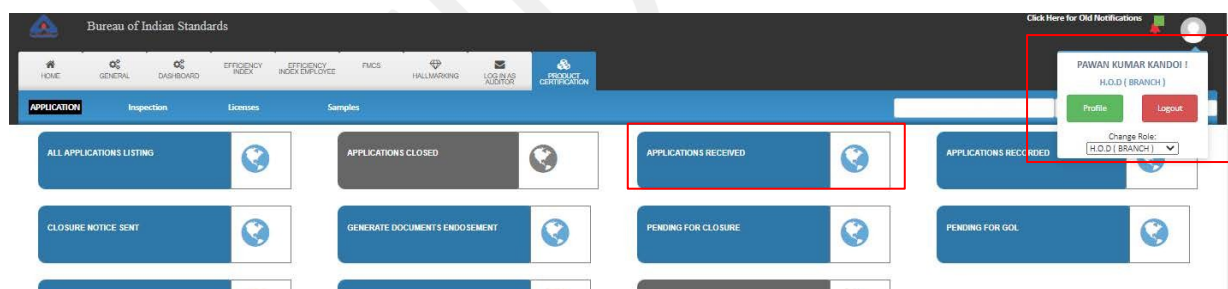 Bureau of Indian Standards
Click Here for Old Notifications
HOME
GENERAL
DASHBOARD
EFFICIENCY INDEX
EFFICIENCY INDEX EMPLOYEE
FMCS
HALLMARKING
LOG IN AS AUDITOR
PRODUCT CERTIFICATION
PAWAN KUMAR KANDOI !
H.O.D ( BRANCH )
Profile
Logout
Change Role:
H.O.D ( BRANCH )
APPLICATION
Inspection
Licenses
Samples
ALL APPLICATIONS LISTING
APPLICATIONS CLOSED
APPLICATIONS RECEIVED
APPLICATIONS RECORDED
CLOSURE NOTICE SENT
GENERATE DOCUMENTS ENDOSEMENT
PENDING FOR CLOSURE
PENDING FOR GOL